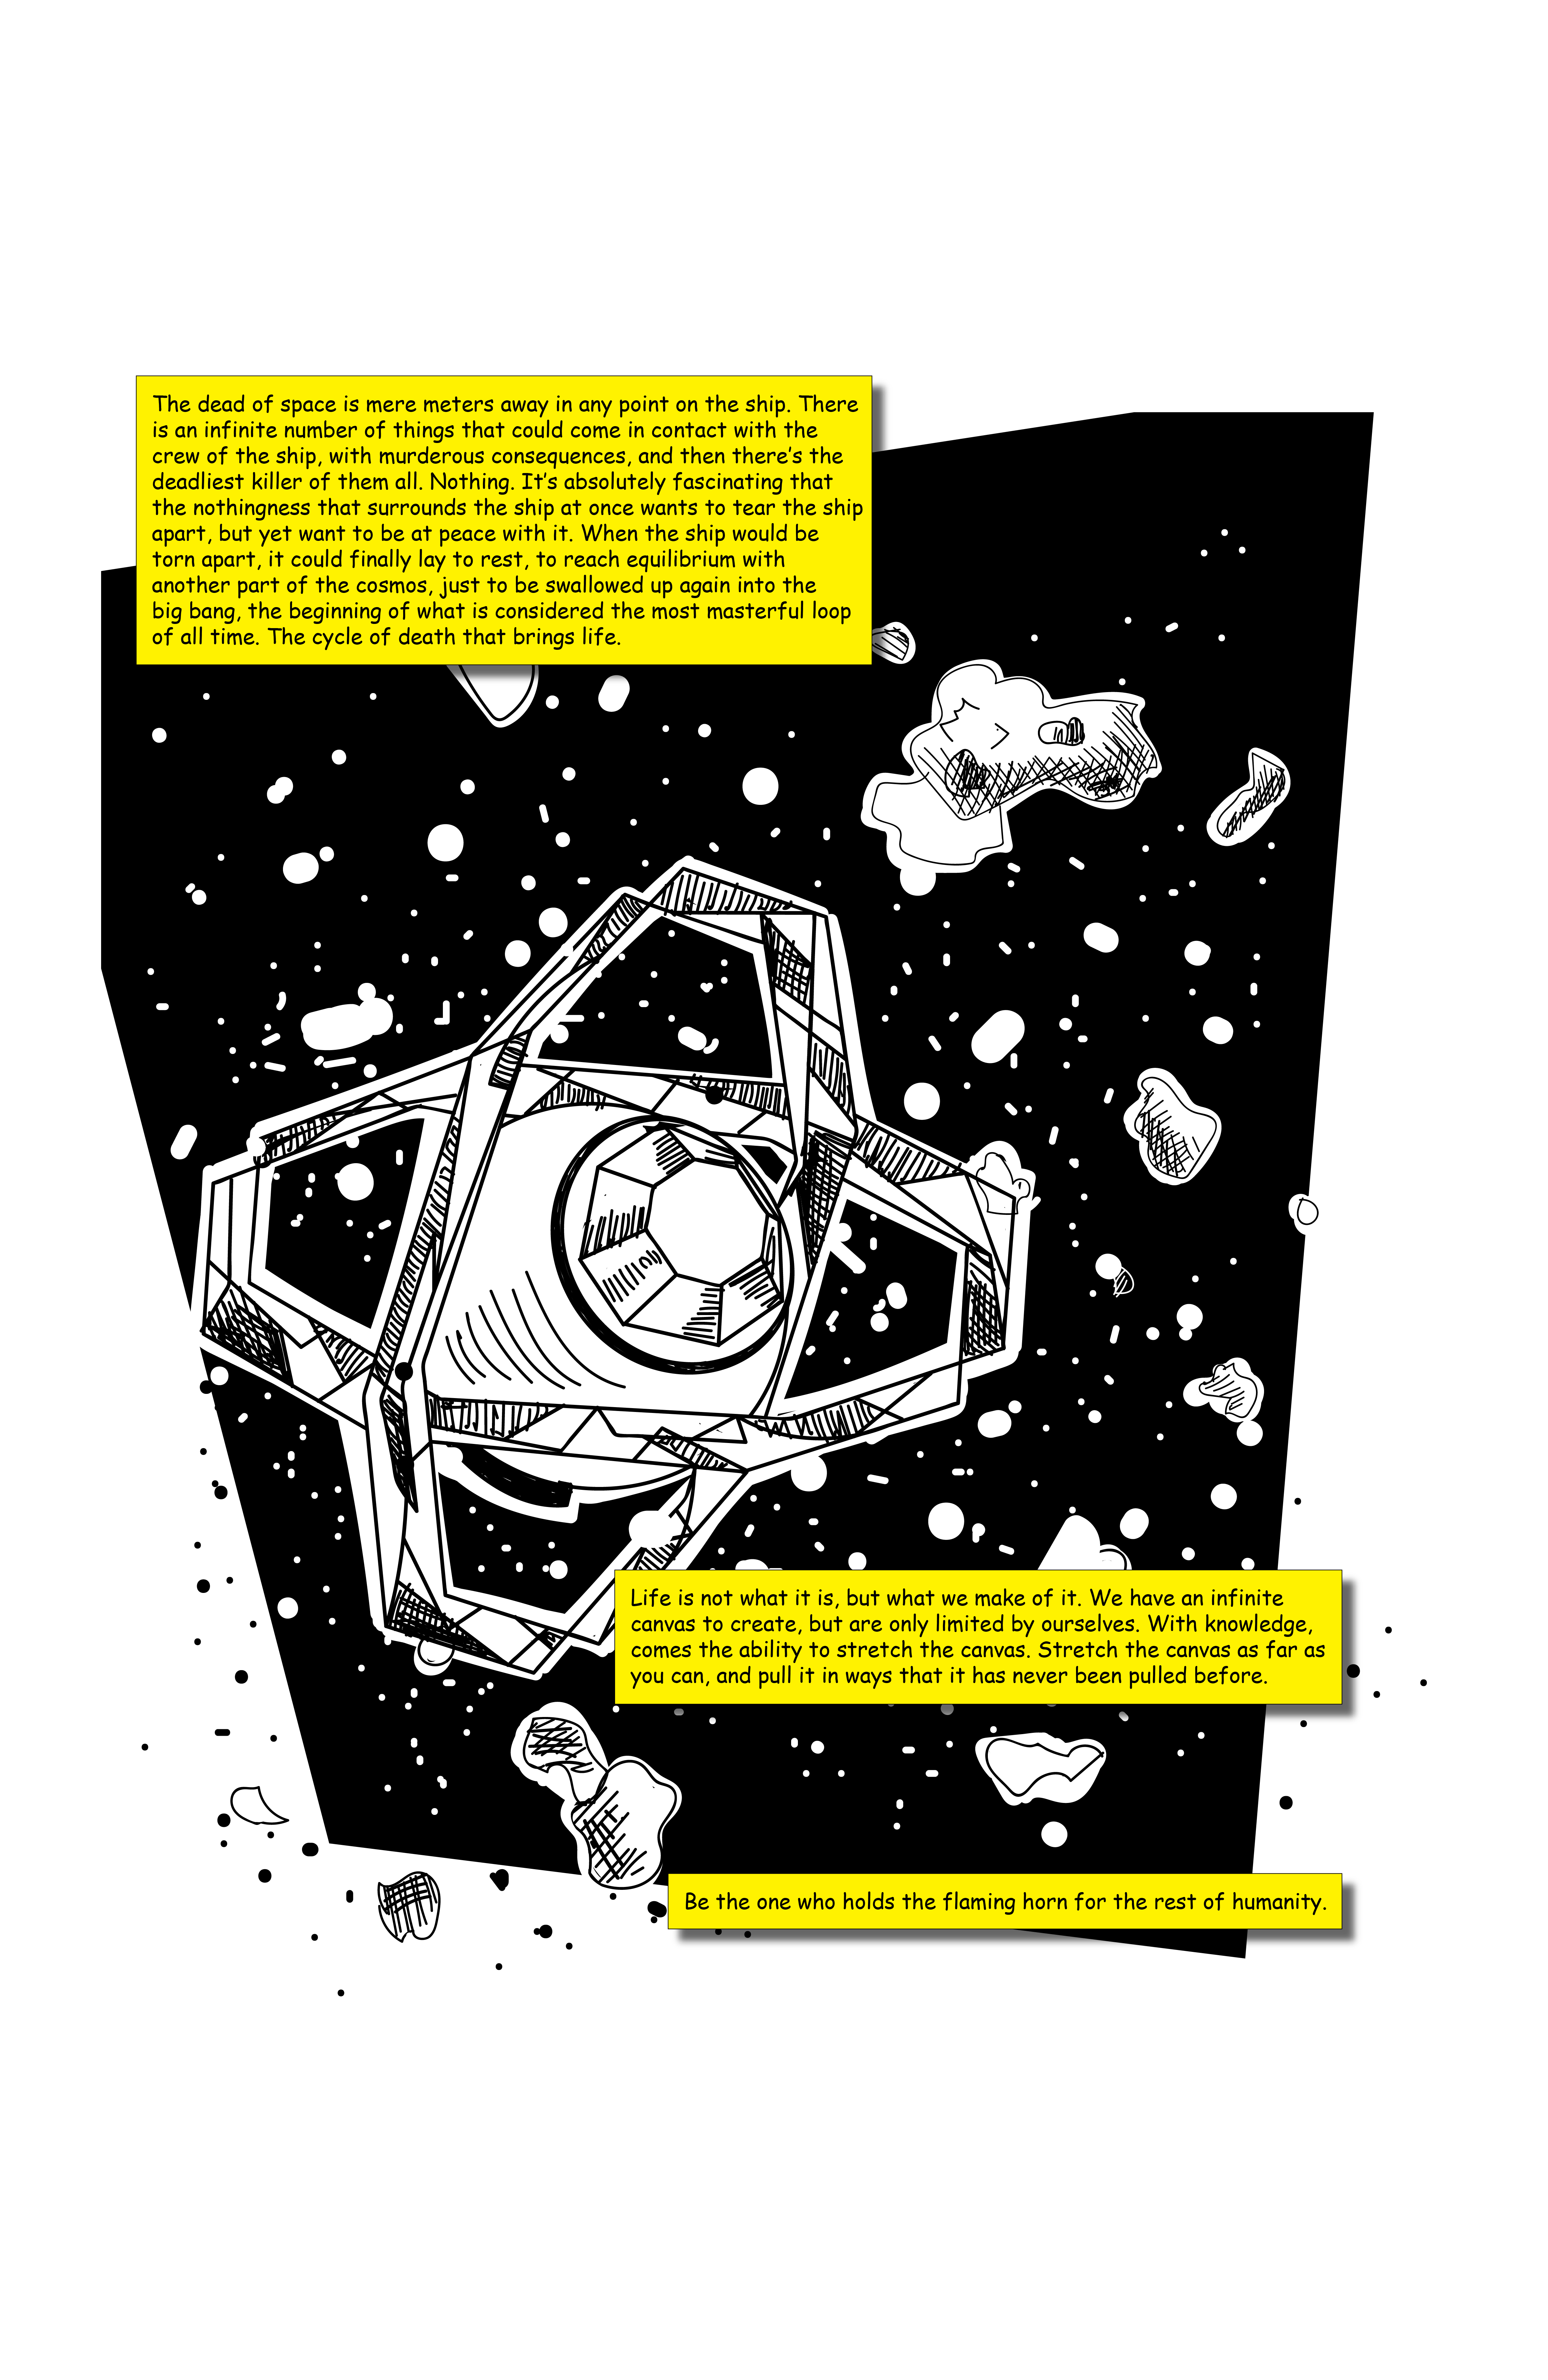 The dead of space is mere meters away in any point on the ship. There
is an infinite number of things that could come in contact with the
crew of the ship, with murderous consequences, and then there's the
deadliest killer of them all. Nothing. It's absolutely fascinating that
the nothingness that surrounds the ship at once wants to tear the ship
apart, but yet want to be at peace with it. When the ship would be
torn apart, it could finally lay to rest, to reach equilibrium with
another part of the cosmos, just to be swallowed up again into the
big bang, the beginning of what is considered the most masterful loop
of all time. The cycle of death that brings life.
Life is not what it is, but what we make of it. We have an infinite
canvas to create, but are only limited by ourselves. With knowledge,
comes the ability to stretch the canvas. Stretch the canvas as far as
you can, and pull it in ways that it has never been pulled before.
Be the one who holds the flaming horn for the rest of humanity.